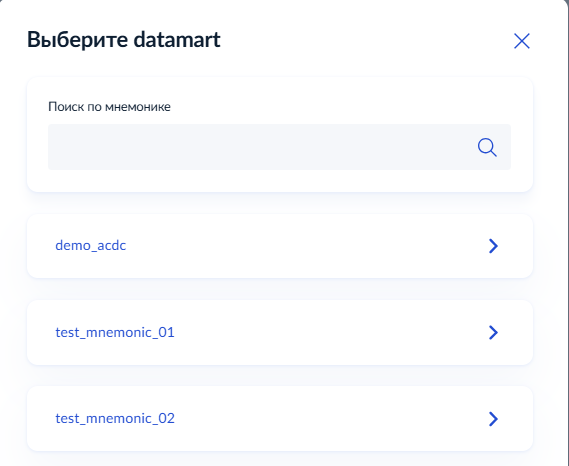 Выберите datamart
Поиск по мнемонике
demo_acdc
test_mnemonic_01
test_mnemonic_02